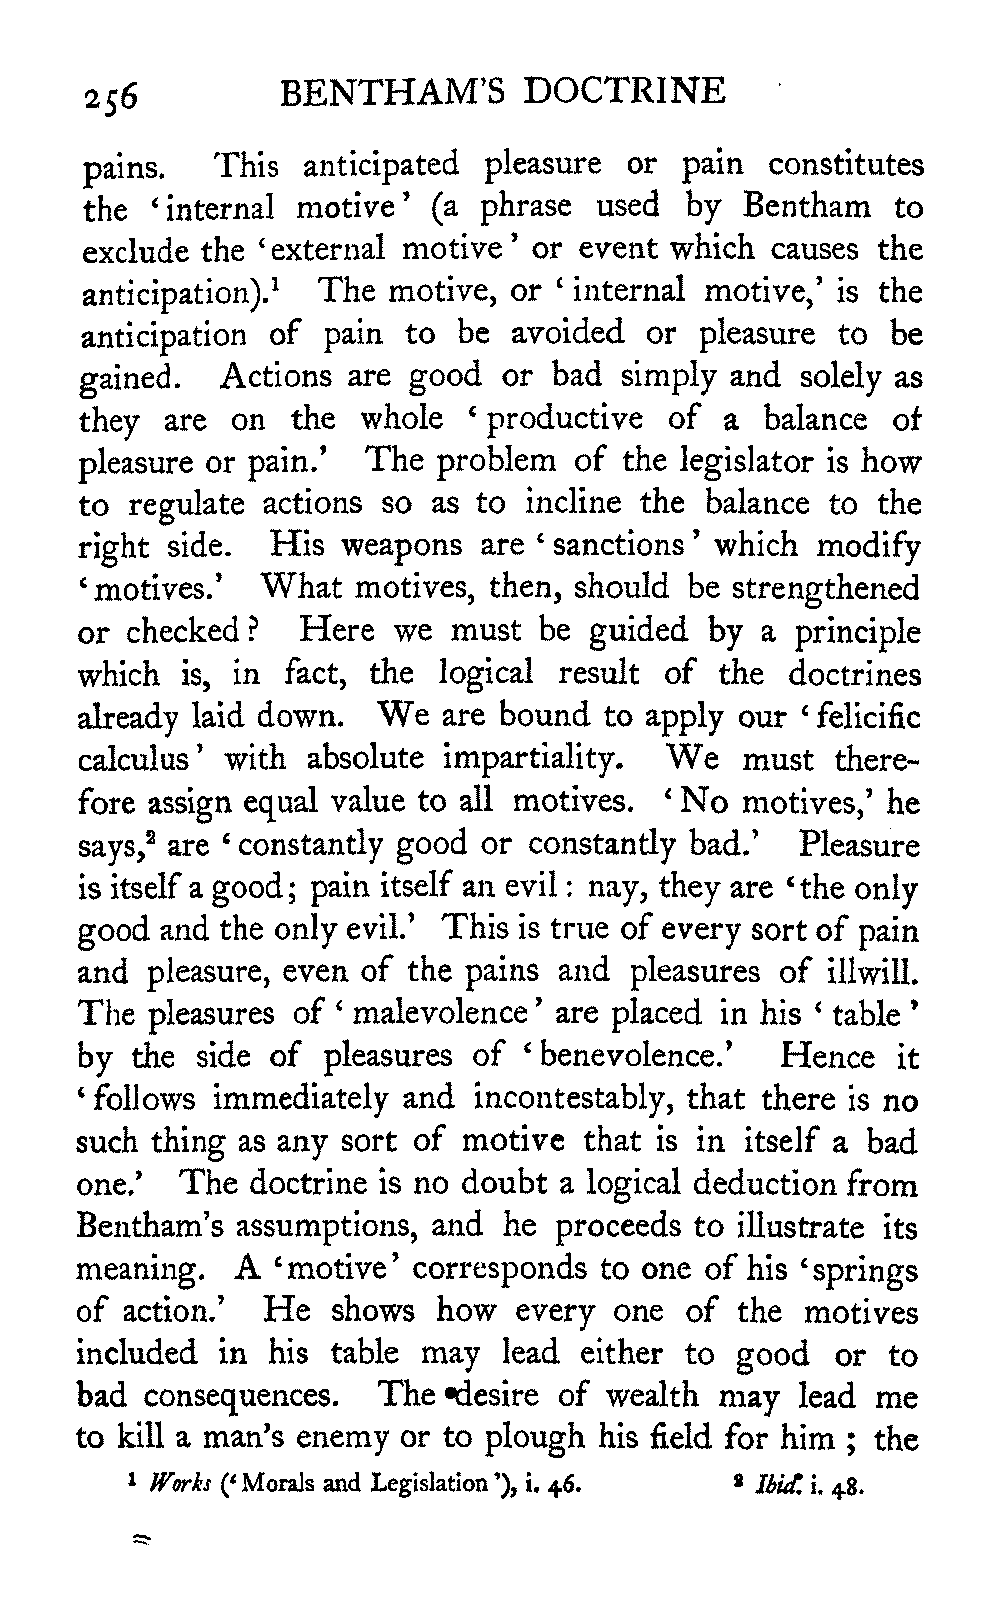 256 BENTHAM'S DOCTRINE
pains. This anticipated pleasure or pain constitutes
the ‘internal motive’ (a phrase used by Bentham to
exclude the ‘external motive’ or event which causes the
anticipation).¹ The motive, or ‘internal motive,’ is the
anticipation of pain to be avoided or pleasure to be
gained. Actions are good or bad simply and solely as
they are on the whole ‘productive of a balance of
pleasure or pain.’ The problem of the legislator is how
to regulate actions so as to incline the balance to the
right side. His weapons are ‘sanctions’ which modify
‘motives.’ What motives, then, should be strengthened
or checked? Here we must be guided by a principle
which is, in fact, the logical result of the doctrines
already laid down. We are bound to apply our ‘felicific
calculus’ with absolute impartiality. We must there-
fore assign equal value to all motives. ‘No motives,’ he
says,² are ‘constantly good or constantly bad.’ Pleasure
is itself a good; pain itself an evil: nay, they are ‘the only
good and the only evil.’ This is true of every sort of pain
and pleasure, even of the pains and pleasures of illwill.
The pleasures of ‘malevolence’ are placed in his ‘table’
by the side of pleasures of ‘benevolence.’ Hence it
‘follows immediately and incontestably, that there is no
such thing as any sort of motive that is in itself a bad
one.’ The doctrine is no doubt a logical deduction from
Bentham's assumptions, and he proceeds to illustrate its
meaning. A ‘motive’ corresponds to one of his ‘springs
of action.’ He shows how every one of the motives
included in his table may lead either to good or to
bad consequences. The desire of wealth may lead me
to kill a man's enemy or to plough his field for him; the
¹ Works (‘Morals and Legislation’), i. 46. ² Ibid. i. 48.